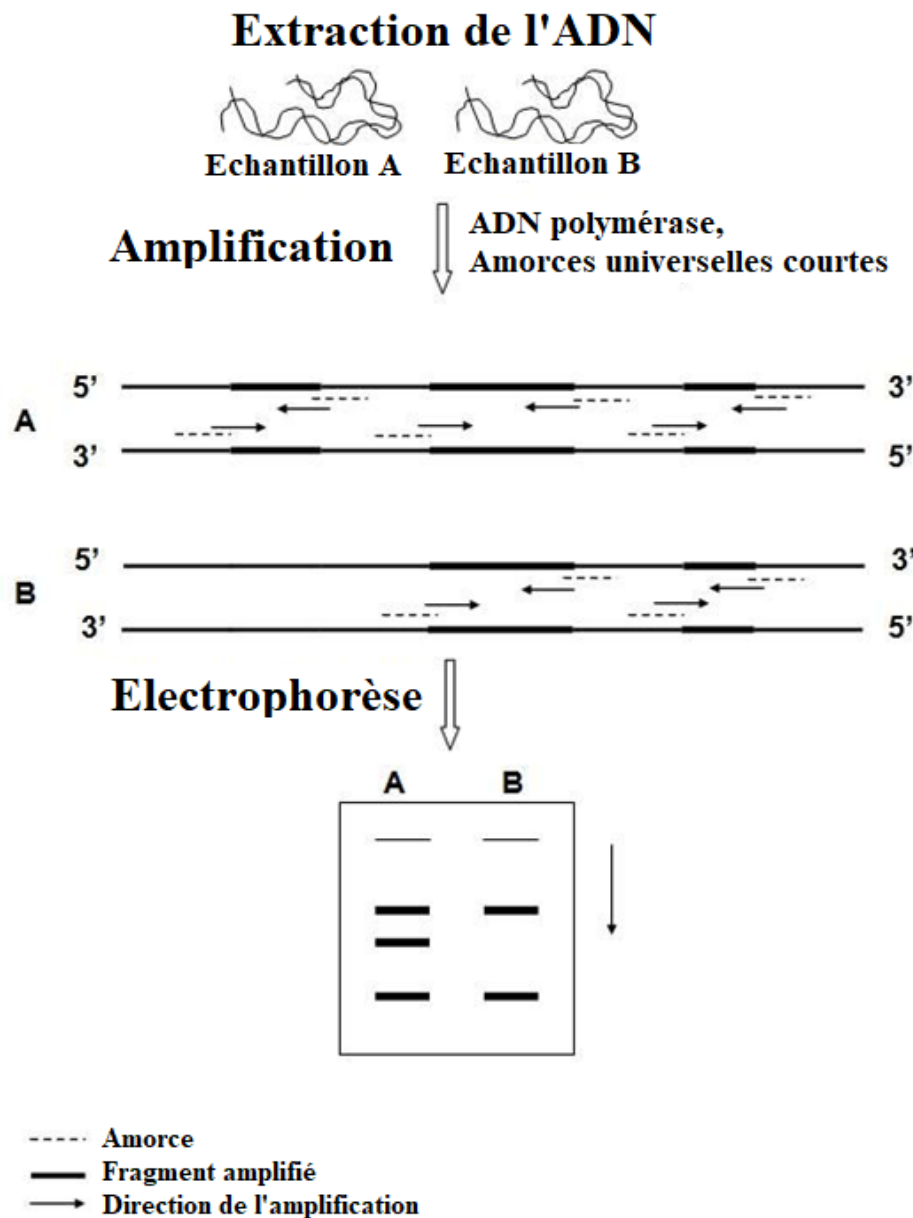 Extraction de l'ADN
Echantillon A Echantillon B
Amplification
ADN polymérase,
Amorces universelles courtes
5’ 3’
A
3’ 5’
5’ 3’
B
3’ 5’
Electrophorèse
A B
Amorce
Fragment amplifié
Direction de l'amplification